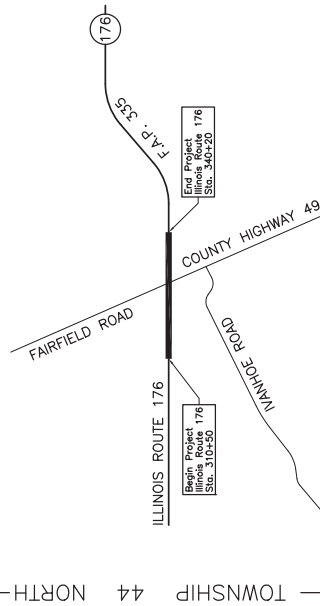 176
F.A.P. 335
End Project
Illinois Route 176
Sta. 340+20
COUNTY HIGHWAY 49
FAIRFIELD ROAD
IVANHOE ROAD
ILLINOIS ROUTE 176
Begin Project
Illinois Route 176
Sta. 310+50
TOWNSHIP 44 NORTH